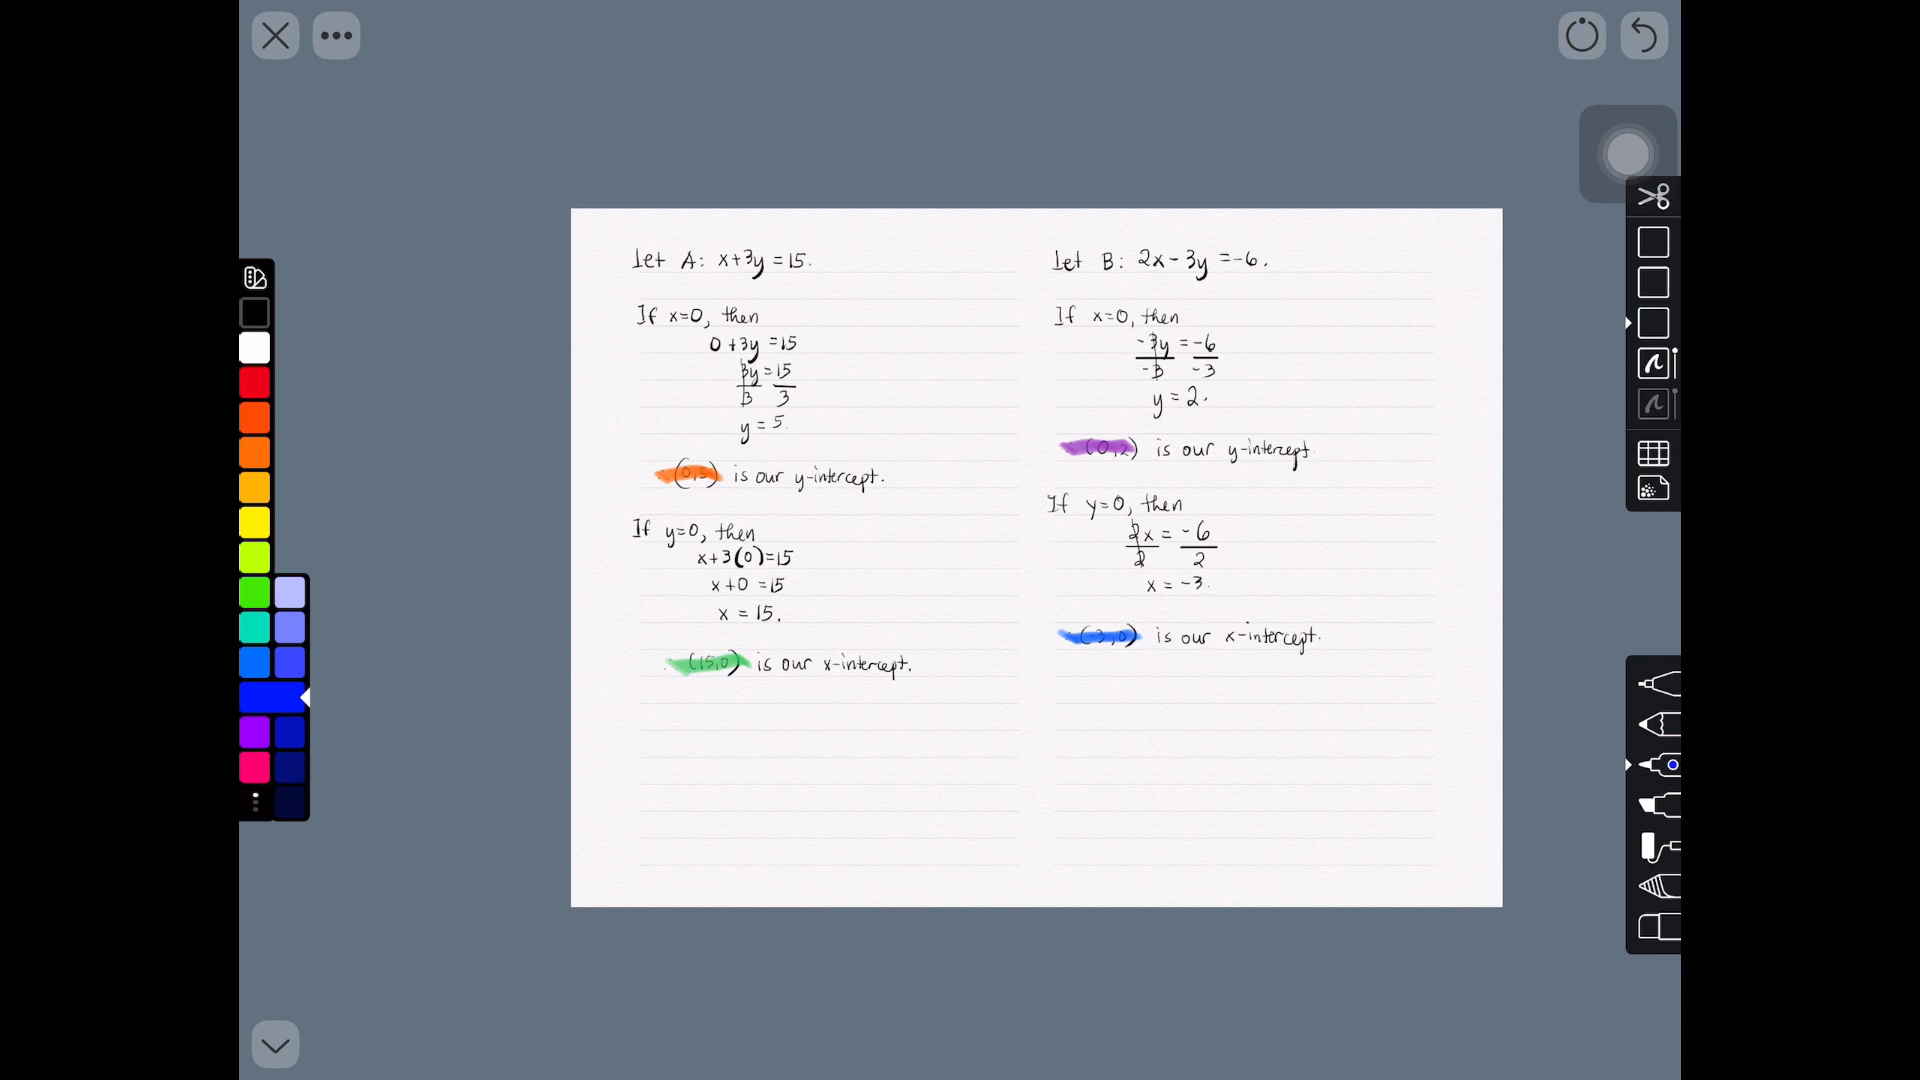 Let A: x+3y=15.
If x=0, then
0+3y=15
3y=15
3 3
y=5.
(0,5) is our y-intercept.
If y=0, then
x+3(0)=15
x+0=15
x=15.
(15,0) is our x-intercept.
Let B: 2x-3y=-6.
If x=0, then
-3y=-6
-3 -3
y=2.
(0,2) is our y-intercept.
If y=0, then
2x=-6
2 2
x=-3.
(-3,0) is our x-intercept.